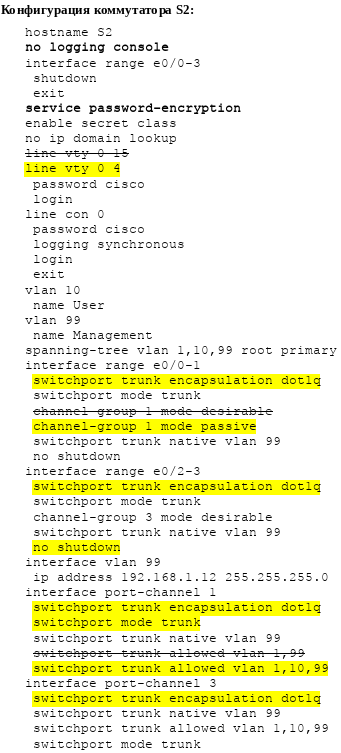 Конфигурация коммутатора S2:
hostname S2
no logging console
interface range e0/0-3
shutdown
exit
service password-encryption
enable secret class
no ip domain lookup
line vty 0 15
line vty 0 4
password cisco
login
line con 0
password cisco
logging synchronous
login
exit
vlan 10
name User
vlan 99
name Management
spanning-tree vlan 1,10,99 root primary
interface range e0/0-1
switchport trunk encapsulation dot1q
switchport mode trunk
channel-group 1 mode desirable
channel-group 1 mode passive
switchport trunk native vlan 99
no shutdown
interface range e0/2-3
switchport trunk encapsulation dot1q
switchport mode trunk
channel-group 3 mode desirable
switchport trunk native vlan 99
no shutdown
interface vlan 99
ip address 192.168.1.12 255.255.255.0
interface port-channel 1
switchport trunk encapsulation dot1q
switchport mode trunk
switchport trunk native vlan 99
switchport trunk allowed vlan 1,99
switchport trunk allowed vlan 1,10,99
interface port-channel 3
switchport trunk encapsulation dot1q
switchport trunk native vlan 99
switchport trunk allowed vlan 1,10,99
switchport mode trunk